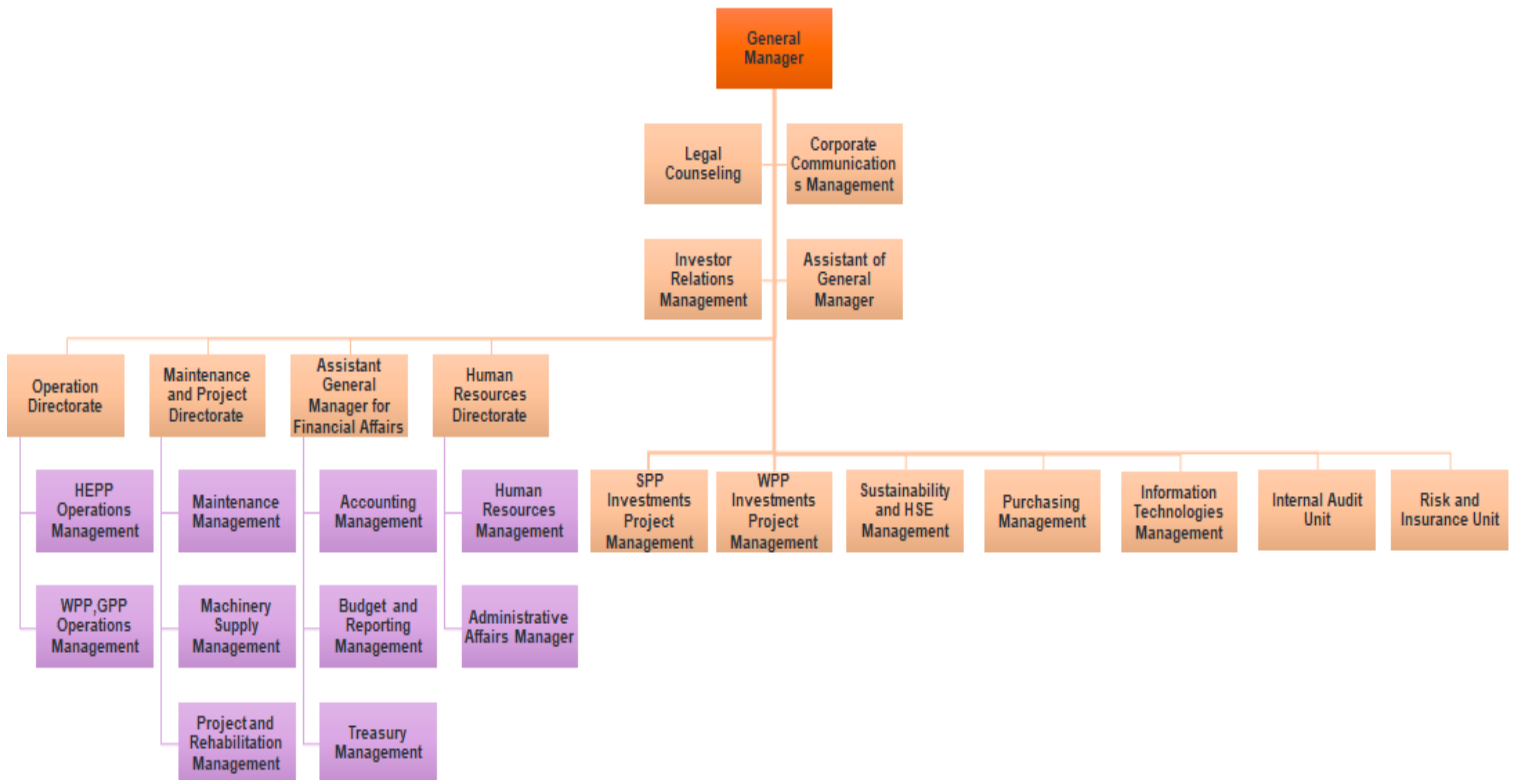 General
Manager
Legal
Counseling
Corporate
Communication
s Management
Investor
Relations
Management
Assistant of
General
Manager
Operation
Directorate
Maintenance
and Project
Directorate
Assistant
General
Manager for
Financial Affairs
Human
Resources
Directorate
HEPP
Operations
Management
Maintenance
Management
Accounting
Management
Human
Resources
Management
SPP
Investments
Project
Management
WPP
Investments
Project
Management
Sustainability
and HSE
Management
Purchasing
Management
Information
Technologies
Management
Internal Audit
Unit
Risk and
Insurance Unit
WPP,GPP
Operations
Management
Machinery
Supply
Management
Budget and
Reporting
Management
Administrative
Affairs Manager
Project and
Rehabilitation
Management
Treasury
Management